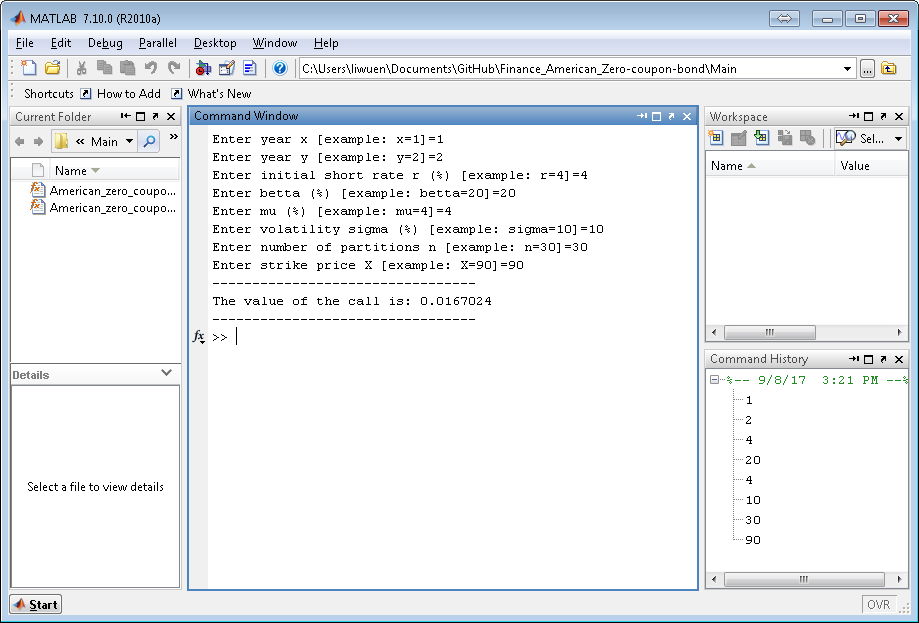 MATLAB 7.10.0 (R2010a)
File Edit Debug Parallel Desktop Window Help
C:\Users\liwuen\Documents\GitHub\Finance_American_Zero-coupon-bond\Main
...
Shortcuts How to Add What's New
Current Folder
« Main »
Name
American_zero_coupo...
American_zero_coupo...
Details
Select a file to view details
Command Window
Enter year x [example: x=1]=1
Enter year y [example: y=2]=2
Enter initial short rate r (%) [example: r=4]=4
Enter betta (%) [example: betta=20]=20
Enter mu (%) [example: mu=4]=4
Enter volatility sigma (%) [example: sigma=10]=10
Enter number of partitions n [example: n=30]=30
Enter strike price X [example: X=90]=90
---------------------------------
The value of the call is: 0.0167024
---------------------------------
fx >>
Workspace
Sel...
Name Value
Command History
%-- 9/8/17 3:21 PM --%
1
2
4
20
4
10
30
90
Start
OVR